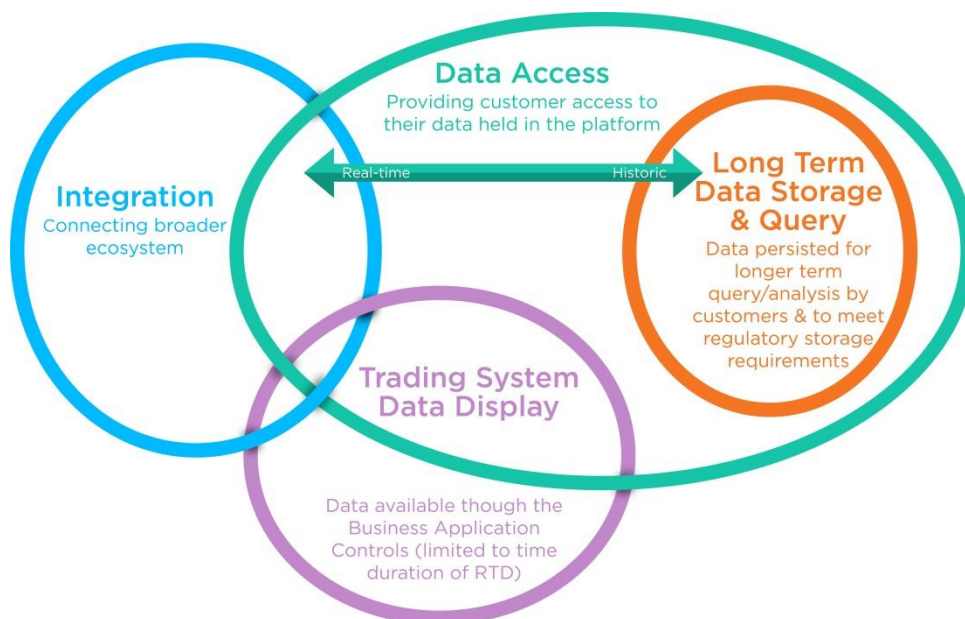 Data Access
Providing customer access to
their data held in the platform
Real-time
Historic
Integration
Connecting broader
ecosystem
Long Term
Data Storage
& Query
Data persisted for
longer term
query/analysis by
customers & to meet
regulatory storage
requirements
Trading System
Data Display
Data available though the
Business Application
Controls (limited to time
duration of RTD)